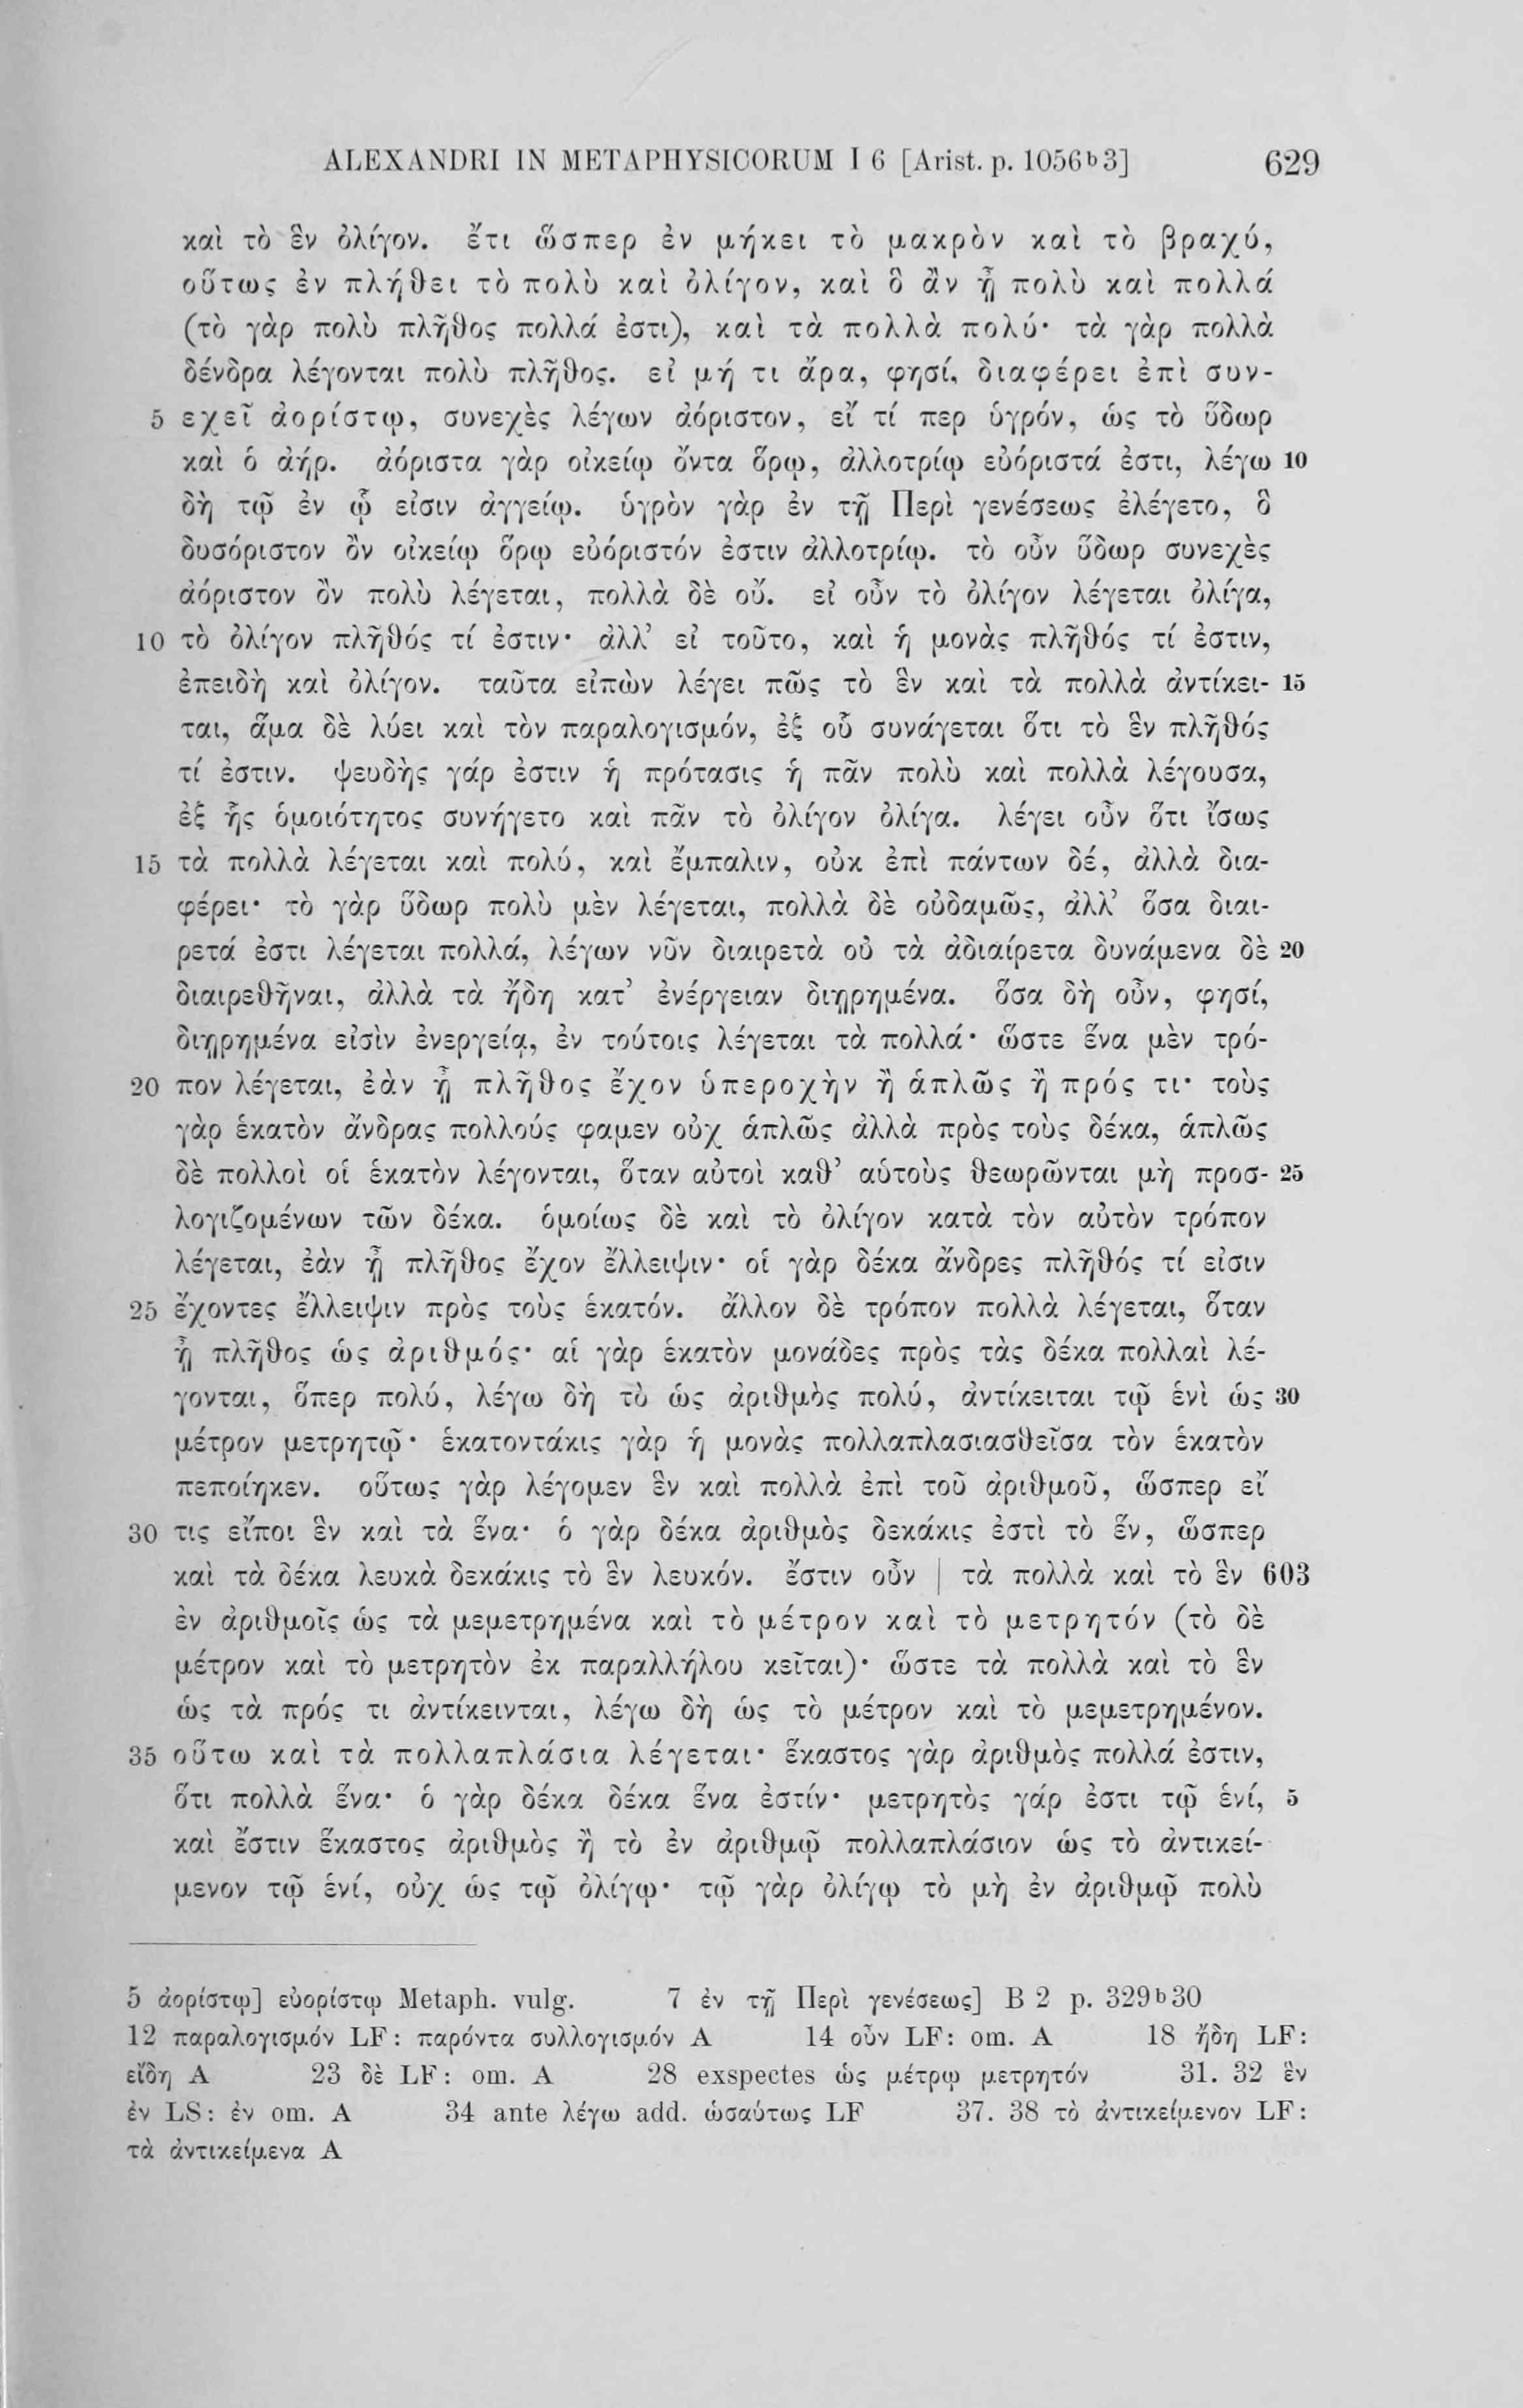 ALEXANDRI IN METAPHYSICORUM I 6 [Arist. p. 1056b3] 629
καὶ τὸ ἓν ὀλίγον. ἔτι ὥσπερ ἐν μήκει τὸ μακρὸν καὶ τὸ βραχύ,
οὕτως ἐν πλήθει τὸ πολὺ καὶ ὀλίγον, καὶ ὃ ἂν ᾖ πολὺ καὶ πολλά
(τὸ γὰρ πολὺ πλῆθος πολλά ἐστι), καὶ τὰ πολλὰ πολύ· τὰ γὰρ πολλὰ
δένδρα λέγονται πολὺ πλῆθος. εἰ μή τι ἄρα, φησί, διαφέρει ἐπὶ συν-
5 εχεῖ ἀορίστῳ, συνεχὲς λέγων ἀόριστον, εἴ τί περ ὑγρόν, ὡς τὸ ὕδωρ
καὶ ὁ ἀήρ. ἀόριστα γὰρ οἰκείῳ ὄντα ὅρῳ, ἀλλοτρίῳ εὐόριστά ἐστι, λέγω 10
δὴ τῷ ἐν ᾧ εἰσιν ἀγγείῳ. ὑγρὸν γὰρ ἐν τῇ Περὶ γενέσεως ἐλέγετο, ὃ
δυσόριστον ὂν οἰκείῳ ὅρῳ εὐόριστόν ἐστιν ἀλλοτρίῳ. τὸ οὖν ὕδωρ συνεχὲς
ἀόριστον ὂν πολὺ λέγεται, πολλὰ δὲ οὔ. εἰ οὖν τὸ ὀλίγον λέγεται ὀλίγα,
10 τὸ ὀλίγον πλῆθός τί ἐστιν· ἀλλ’ εἰ τοῦτο, καὶ ἡ μονὰς πλῆθός τί ἐστιν,
ἐπειδὴ καὶ ὀλίγον. ταῦτα εἰπὼν λέγει πῶς τὸ ἓν καὶ τὰ πολλὰ ἀντίκει- 15
ται, ἅμα δὲ λύει καὶ τὸν παραλογισμόν, ἐξ οὗ συνάγεται ὅτι τὸ ἓν πλῆθός
τί ἐστιν. ψευδὴς γάρ ἐστιν ἡ πρότασις ἡ πᾶν πολὺ καὶ πολλὰ λέγουσα,
ἐξ ἧς ὁμοιότητος συνήγετο καὶ πᾶν τὸ ὀλίγον ὀλίγα. λέγει οὖν ὅτι ἴσως
15 τὰ πολλὰ λέγεται καὶ πολύ, καὶ ἔμπαλιν, οὐκ ἐπὶ πάντων δέ, ἀλλὰ δια-
φέρει· τὸ γὰρ ὕδωρ πολὺ μὲν λέγεται, πολλὰ δὲ οὐδαμῶς, ἀλλ’ ὅσα διαι-
ρετά ἐστι λέγεται πολλά, λέγων νῦν διαιρετὰ οὐ τὰ ἀδιαίρετα δυνάμενα δὲ 20
διαιρεθῆναι, ἀλλὰ τὰ ἤδη κατ’ ἐνέργειαν διῃρημένα. ὅσα δὴ οὖν, φησί,
διῃρημένα εἰσὶν ἐνεργείᾳ, ἐν τούτοις λέγεται τὰ πολλά· ὥστε ἕνα μὲν τρό-
20 πον λέγεται, ἐὰν ᾖ πλῆθος ἔχον ὑπεροχὴν ἢ ἁπλῶς ἢ πρός τι· τοὺς
γὰρ ἑκατὸν ἄνδρας πολλούς φαμεν οὐχ ἁπλῶς ἀλλὰ πρὸς τοὺς δέκα, ἁπλῶς
δὲ πολλοὶ οἱ ἑκατὸν λέγονται, ὅταν αὐτοὶ καθ’ αὑτοὺς θεωρῶνται μὴ προσ- 25
λογιζομένων τῶν δέκα. ὁμοίως δὲ καὶ τὸ ὀλίγον κατὰ τὸν αὐτὸν τρόπον
λέγεται, ἐὰν ᾖ πλῆθος ἔχον ἔλλειψιν· οἱ γὰρ δέκα ἄνδρες πλῆθός τί εἰσιν
25 ἔχοντες ἔλλειψιν πρὸς τοὺς ἑκατόν. ἄλλον δὲ τρόπον πολλὰ λέγεται, ὅταν
ᾖ πλῆθος ὡς ἀριθμός· αἱ γὰρ ἑκατὸν μονάδες πρὸς τὰς δέκα πολλαὶ λέ-
γονται, ὅπερ πολύ, λέγω δὴ τὸ ὡς ἀριθμὸς πολύ, ἀντίκειται τῷ ἑνὶ ὡς 30
μέτρον μετρητῷ· ἑκατοντάκις γὰρ ἡ μονὰς πολλαπλασιασθεῖσα τὸν ἑκατὸν
πεποίηκεν. οὕτως γὰρ λέγομεν ἓν καὶ πολλὰ ἐπὶ τοῦ ἀριθμοῦ, ὥσπερ εἴ
30 τις εἴποι ἓν καὶ τὰ ἕνα· ὁ γὰρ δέκα ἀριθμὸς δεκάκις ἐστὶ τὸ ἕν, ὥσπερ
καὶ τὰ δέκα λευκὰ δεκάκις τὸ ἓν λευκόν. ἔστιν οὖν | τὰ πολλὰ καὶ τὸ ἓν 603
ἐν ἀριθμοῖς ὡς τὰ μεμετρημένα καὶ τὸ μέτρον καὶ τὸ μετρητόν (τὸ δὲ
μέτρον καὶ τὸ μετρητὸν ἐκ παραλλήλου κεῖται)· ὥστε τὰ πολλὰ καὶ τὸ ἓν
ὡς τὰ πρός τι ἀντίκεινται, λέγω δὴ ὡς τὸ μέτρον καὶ τὸ μεμετρημένον.
35 οὕτω καὶ τὰ πολλαπλάσια λέγεται· ἕκαστος γὰρ ἀριθμὸς πολλά ἐστιν,
ὅτι πολλὰ ἕνα· ὁ γὰρ δέκα δέκα ἕνα ἐστίν· μετρητὸς γάρ ἐστι τῷ ἑνί, 5
καὶ ἔστιν ἕκαστος ἀριθμὸς ἢ τὸ ἐν ἀριθμῷ πολλαπλάσιον ὡς τὸ ἀντικεί-
μενον τῷ ἑνί, οὐχ ὡς τῷ ὀλίγῳ· τῷ γὰρ ὀλίγῳ τὸ μὴ ἐν ἀριθμῷ πολὺ
5 ἀορίστῳ] εὐορίστῳ Metaph. vulg. 7 ἐν τῇ Περὶ γενέσεως] B 2 p. 329b30
12 παραλογισμόν LF: παρόντα συλλογισμόν A 14 οὖν LF: om. A 18 ἤδη LF:
εἴδη A 23 δὲ LF: om. A 28 exspectes ὡς μέτρῳ μετρητόν 31. 32 ἓν
ἐν LS: ἐν om. A 34 ante λέγω add. ὡσαύτως LF 37. 38 τὸ ἀντικείμενον LF:
τὰ ἀντικείμενα A